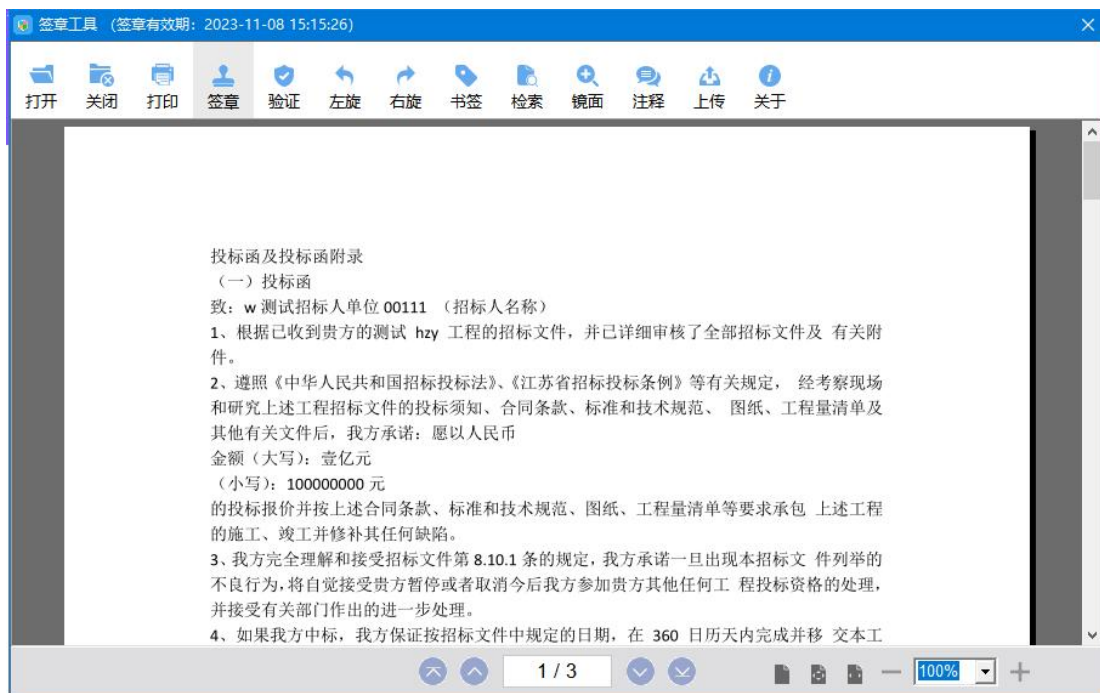 签章工具 (签章有效期: 2023-11-08 15:15:26)
打开 关闭 打印 签章 验证 左旋 右旋 书签 检索 镜面 注释 上传 关于
投标函及投标函附录
（一）投标函
致：w 测试招标人单位 00111 （招标人名称）
1、根据已收到贵方的测试 hzy 工程的招标文件，并已详细审核了全部招标文件及 有关附
件。
2、遵照《中华人民共和国招标投标法》、《江苏省招标投标条例》等有关规定， 经考察现场
和研究上述工程招标文件的投标须知、合同条款、标准和技术规范、 图纸、工程量清单及
其他有关文件后，我方承诺：愿以人民币
金额（大写）：壹亿元
（小写）：100000000 元
的投标报价并按上述合同条款、标准和技术规范、图纸、工程量清单等要求承包 上述工程
的施工、竣工并修补其任何缺陷。
3、我方完全理解和接受招标文件第 8.10.1 条的规定，我方承诺一旦出现本招标文 件列举的
不良行为，将自觉接受贵方暂停或者取消今后我方参加贵方其他任何工 程投标资格的处理，
并接受有关部门作出的进一步处理。
4、如果我方中标，我方保证按招标文件中规定的日期，在 360 日历天内完成并移 交本工
1 / 3
100%